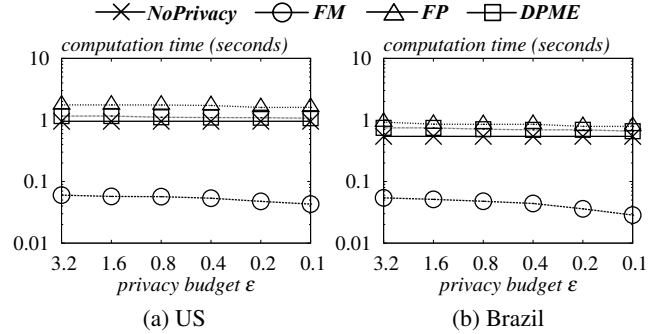 NoPrivacy FM FP DPME
computation time (seconds)
10
1
0.1
0.01
3.2 1.6 0.8 0.4 0.2 0.1
privacy budget ε
(a) US
computation time (seconds)
10
1
0.1
0.01
3.2 1.6 0.8 0.4 0.2 0.1
privacy budget ε
(b) Brazil